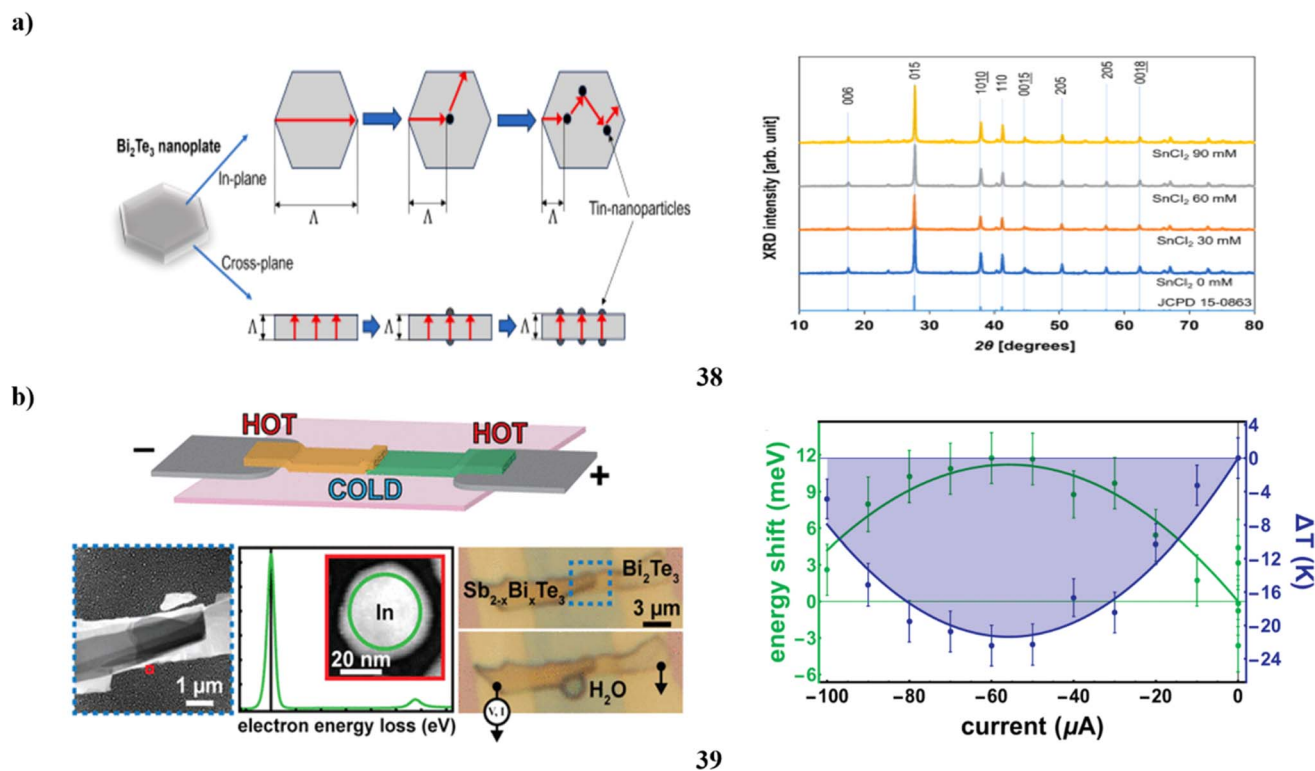 a)
Bi₂Te₃ nanoplate
In-plane
Cross-plane
Λ
Λ
Λ
Tin-nanoparticles
Λ
Λ
Λ
XRD intensity [arb. unit]
006
015
1010
110
0015
205
205
0018
SnCl₂ 90 mM
SnCl₂ 60 mM
SnCl₂ 30 mM
SnCl₂ 0 mM
JCPD 15-0863
10 20 30 40 50 60 70 80
2θ [degrees]
38
b)
HOT
HOT
−
COLD
+
1 μm
In
20 nm
electron energy loss (eV)
Sb₂₋ₓBiₓTe₃
Bi₂Te₃
3 μm
H₂O
V, I
energy shift (meV)
12
9
6
3
0
−3
−6
4
0
−4
−8
−12
−16
−20
−24
ΔT (K)
−100 −80 −60 −40 −20 0
current (μA)
39